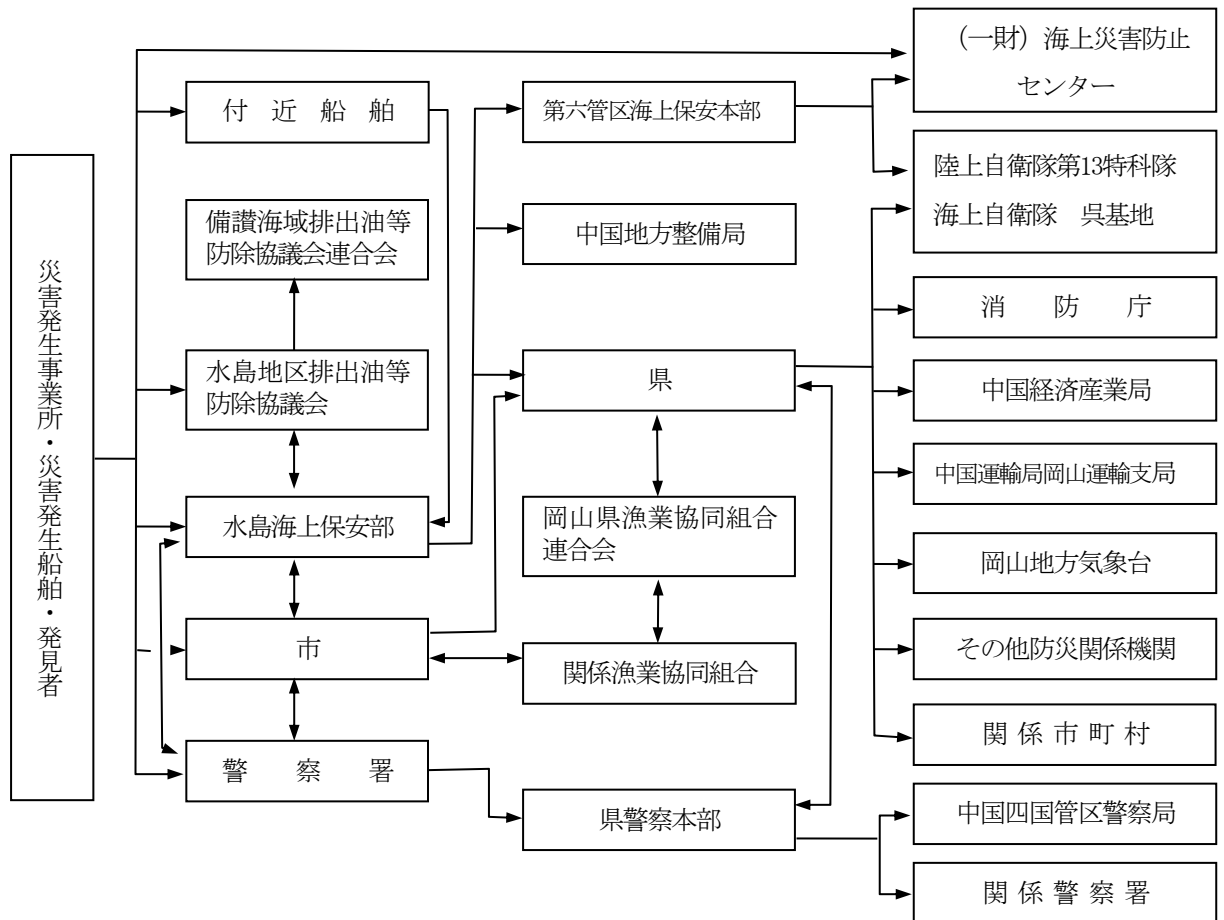 災害発生事業所・災害発生船舶・発見者
付近船舶
備讃海域排出油等
防除協議会連合会
水島地区排出油等
防除協議会
水島海上保安部
市
警察署
第六管区海上保安本部
中国地方整備局
県
岡山県漁業協同組合
連合会
関係漁業協同組合
県警察本部
(一財)海上災害防止
センター
陸上自衛隊第13特科隊
海上自衛隊 呉基地
消防庁
中国経済産業局
中国運輸局岡山運輸支局
岡山地方気象台
その他防災関係機関
関係市町村
中国四国管区警察局
関係警察署